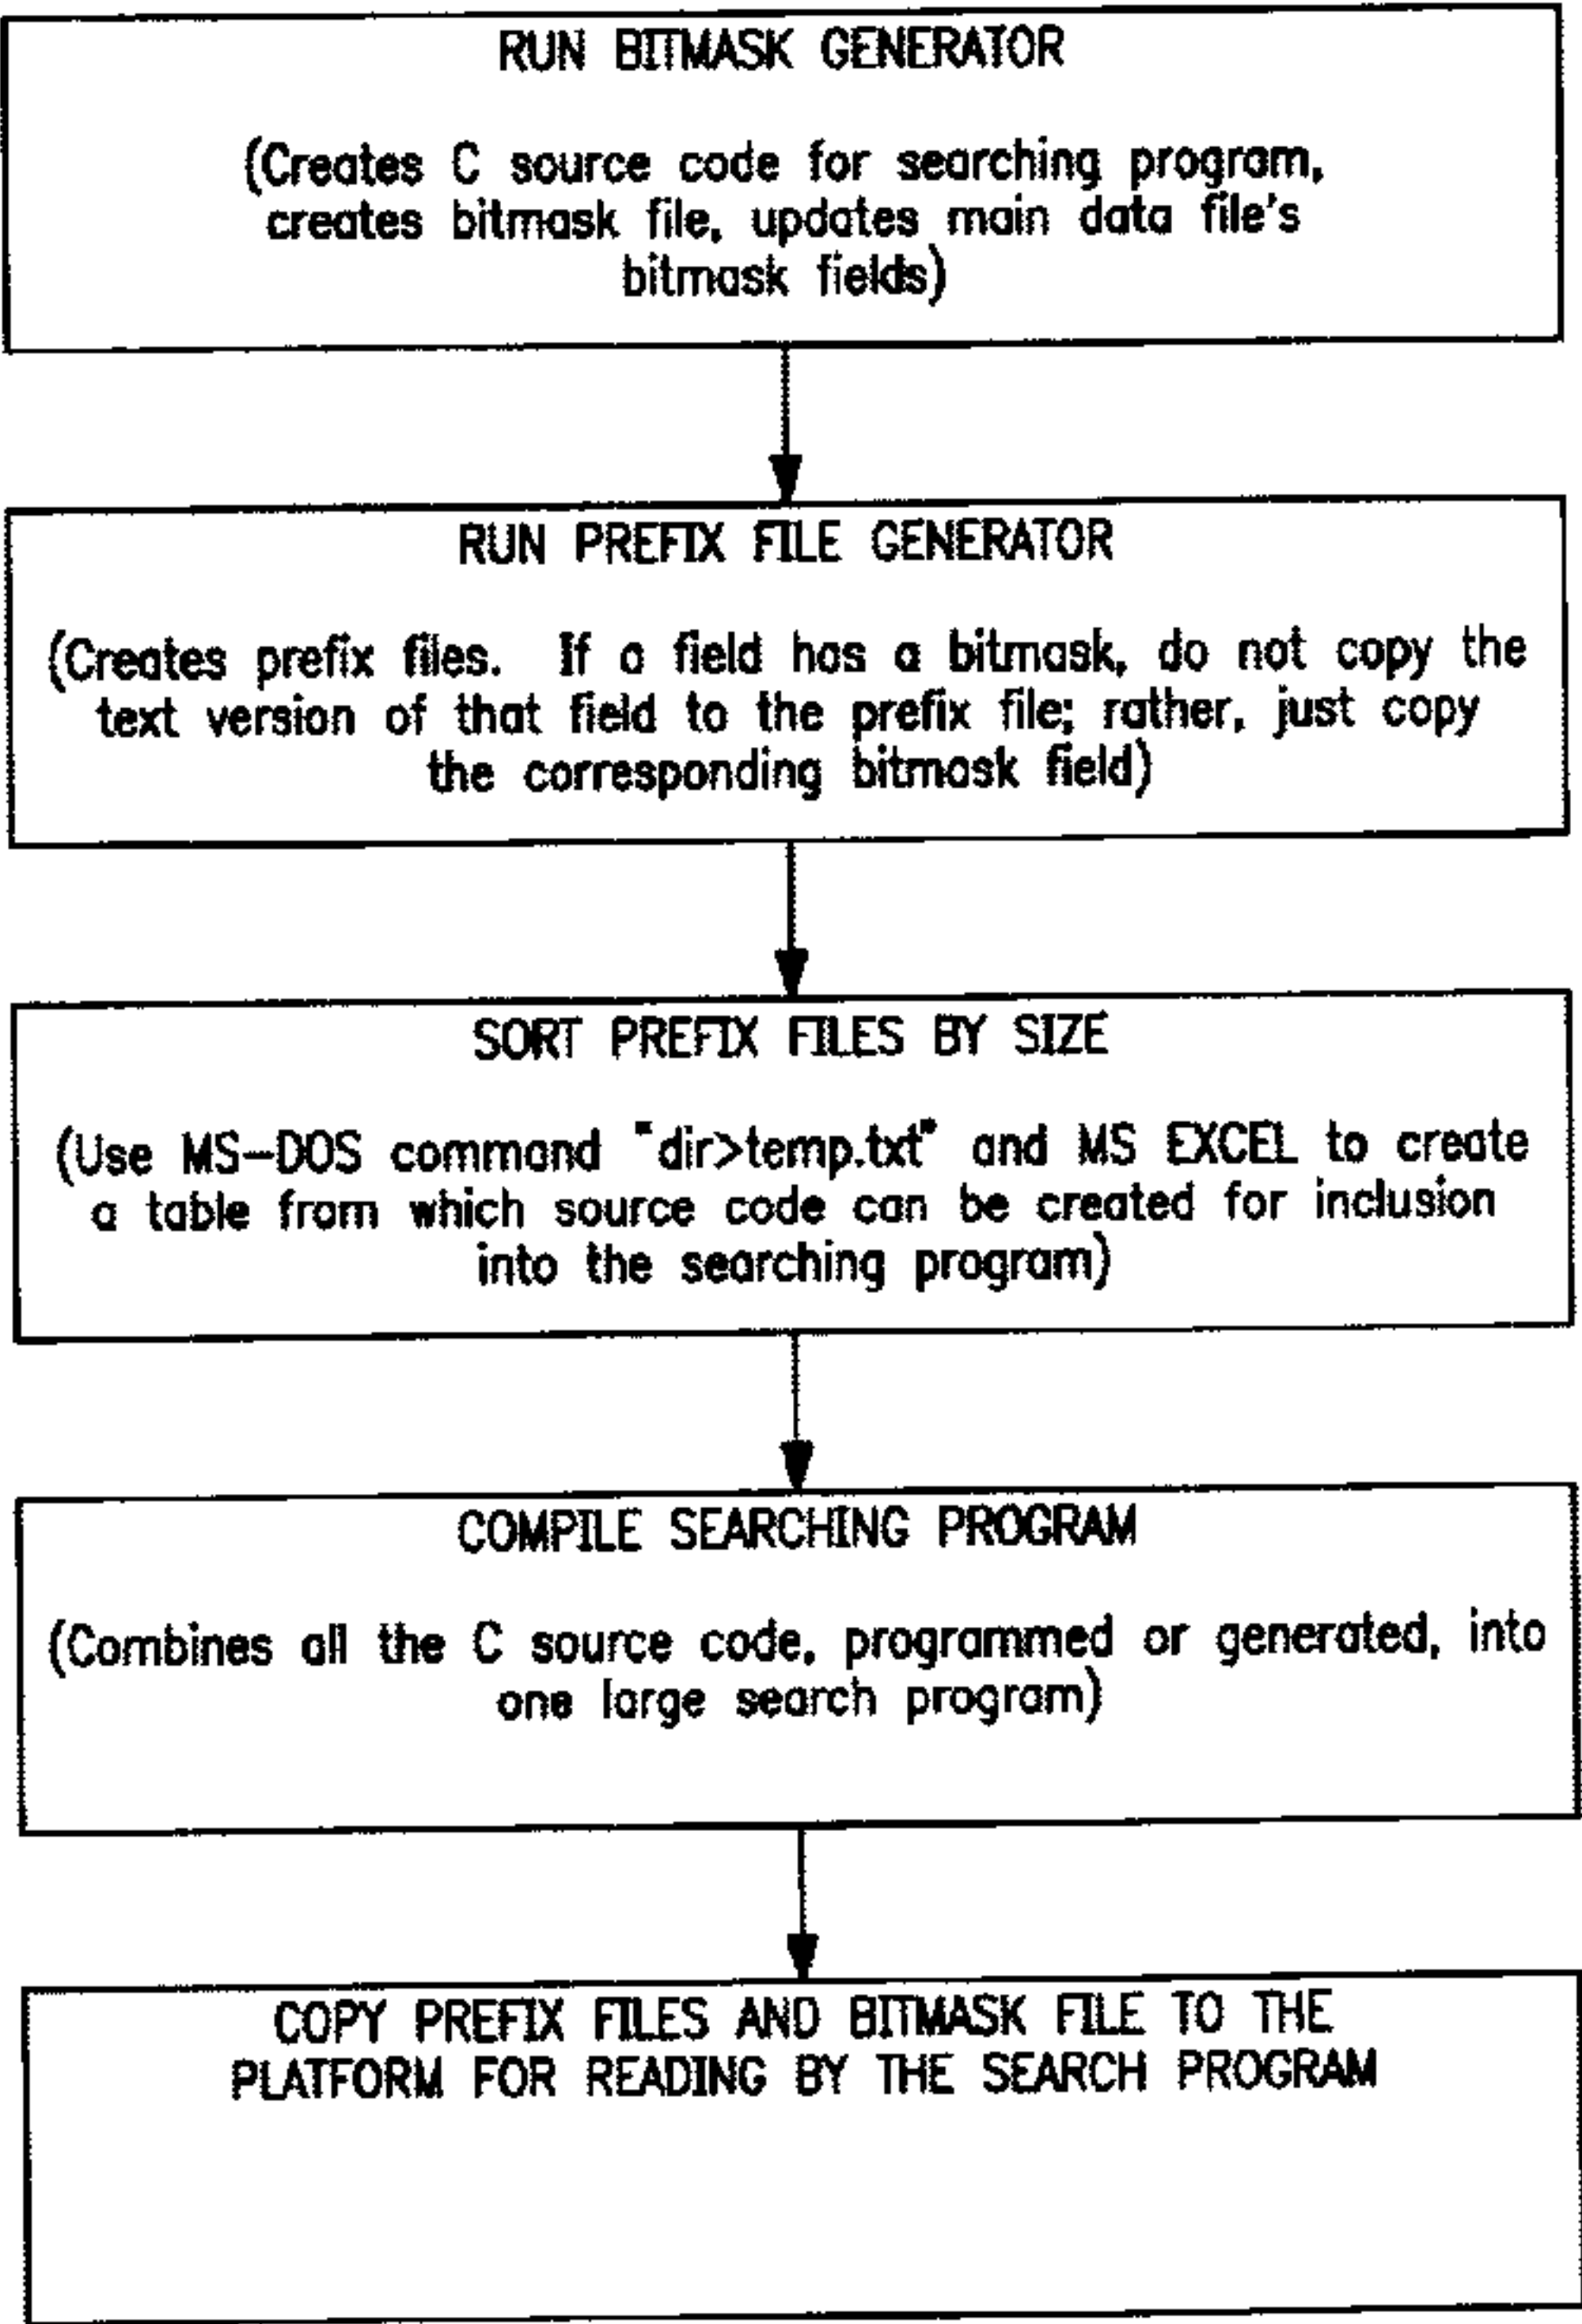 RUN BITMASK GENERATOR
(Creates C source code for searching program,
creates bitmask file, updates main data file's
bitmask fields)
RUN PREFIX FILE GENERATOR
(Creates prefix files. If a field has a bitmask, do not copy the
text version of that field to the prefix file; rather, just copy
the corresponding bitmask field)
SORT PREFIX FILES BY SIZE
(Use MS-DOS command "dir>temp.txt" and MS EXCEL to create
a table from which source code can be created for inclusion
into the searching program)
COMPILE SEARCHING PROGRAM
(Combines all the C source code, programmed or generated, into
one large search program)
COPY PREFIX FILES AND BITMASK FILE TO THE
PLATFORM FOR READING BY THE SEARCH PROGRAM